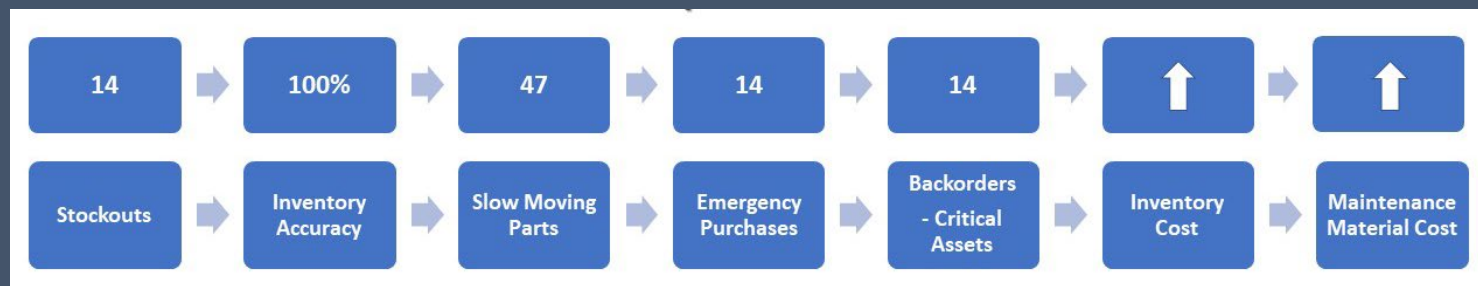 14
100%
47
14
14
Stockouts
Inventory
Accuracy
Slow Moving
Parts
Emergency
Purchases
Backorders
- Critical
Assets
Inventory
Cost
Maintenance
Material Cost